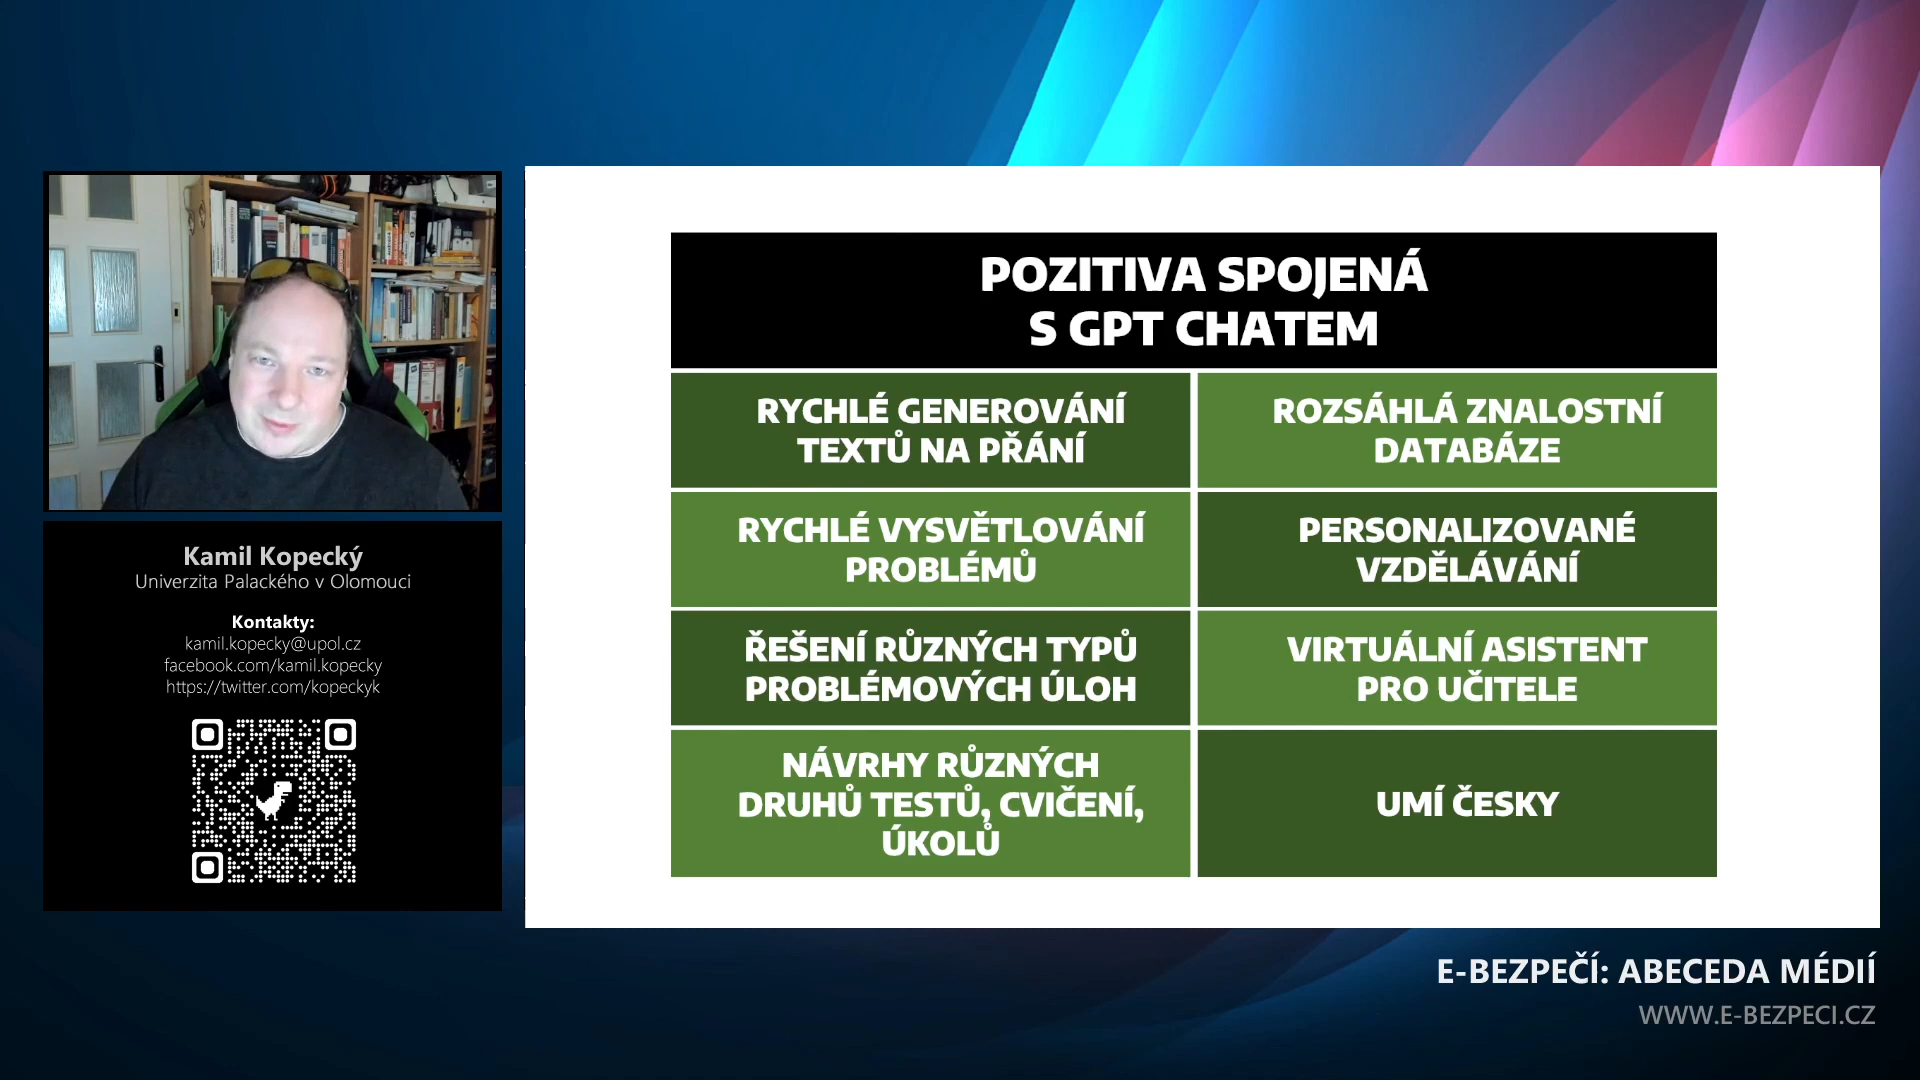 Kamil Kopecký
Univerzita Palackého v Olomouci
Kontakty:
kamil.kopecky@upol.cz
facebook.com/kamil.kopecky
https://twitter.com/kopeckyk
POZITIVA SPOJENÁ
S GPT CHATEM
RYCHLÉ GENEROVÁNÍ
TEXTŮ NA PŘÁNÍ
ROZSÁHLÁ ZNALOSTNÍ
DATABÁZE
RYCHLÉ VYSVĚTLOVÁNÍ
PROBLÉMŮ
PERSONALIZOVANÉ
VZDĚLÁVÁNÍ
ŘEŠENÍ RŮZNÝCH TYPŮ
PROBLÉMOVÝCH ÚLOH
VIRTUÁLNÍ ASISTENT
PRO UČITELE
NÁVRHY RŮZNÝCH
DRUHŮ TESTŮ, CVIČENÍ,
ÚKOLŮ
UMÍ ČESKY
E-BEZPEČÍ: ABECEDA MÉDIÍ
WWW.E-BEZPECI.CZ